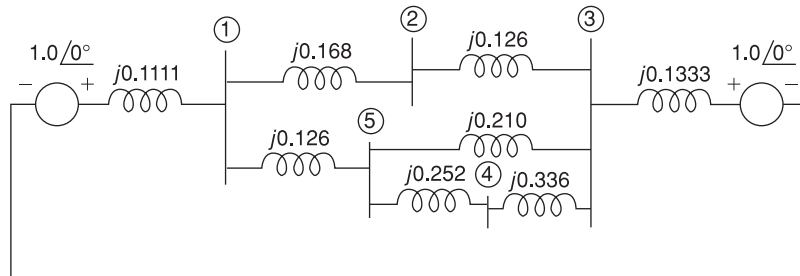 ① ② ③
1.0/0° 1.0/0°
j0.168 j0.126
− + j0.1111 j0.1333 + −
⑤
j0.126 j0.210
j0.252 ④ j0.336